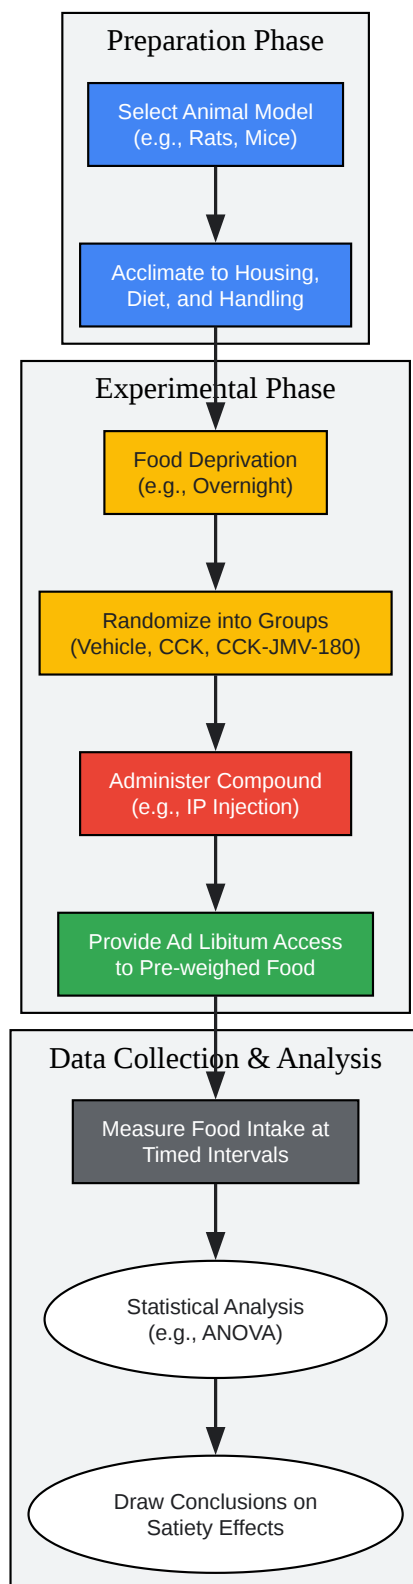 Preparation Phase
Select Animal Model
(e.g., Rats, Mice)
Acclimate to Housing,
Diet, and Handling
Experimental Phase
Food Deprivation
(e.g., Overnight)
Randomize into Groups
(Vehicle, CCK, CCK-JMV-180)
Administer Compound
(e.g., IP Injection)
Provide Ad Libitum Access
to Pre-weighed Food
Data Collection & Analysis
Measure Food Intake at
Timed Intervals
Statistical Analysis
(e.g., ANOVA)
Draw Conclusions on
Satiety Effects